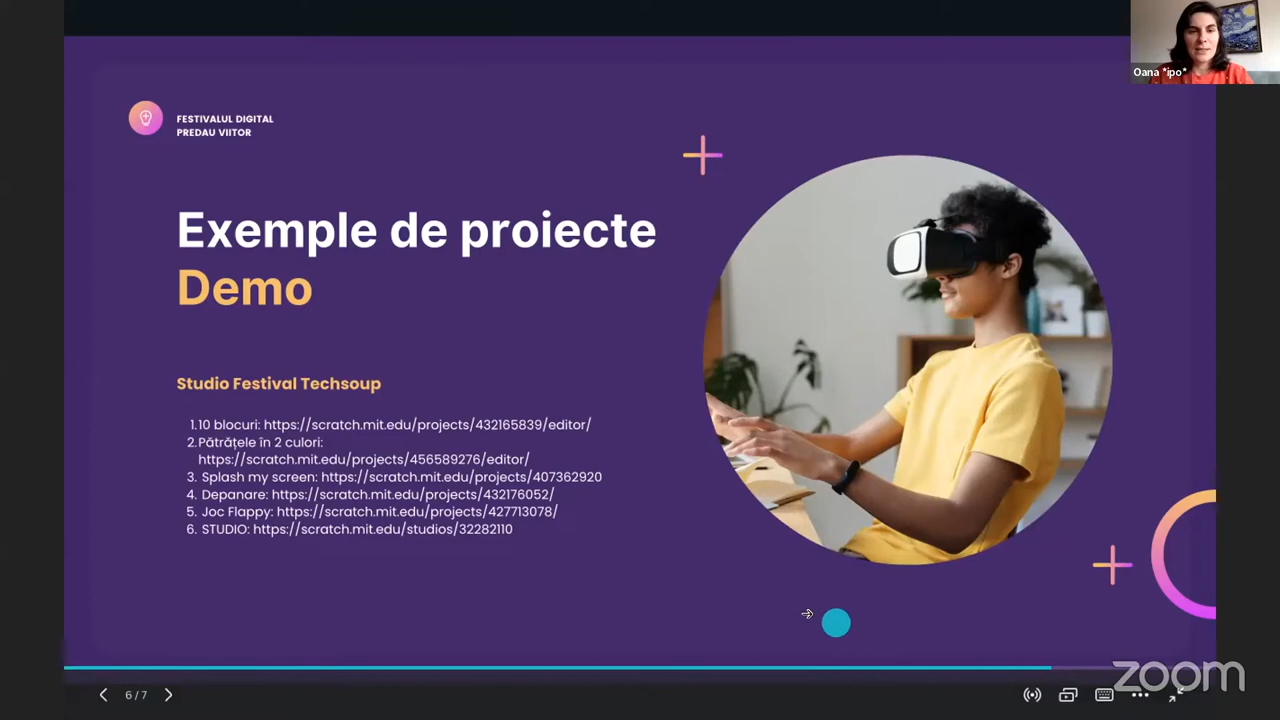 Oana *ipo*
FESTIVALUL DIGITAL
PREDAU VIITOR
Exemple de proiecte
Demo
Studio Festival Techsoup
1.10 blocuri: https://scratch.mit.edu/projects/432165839/editor/
2.Pătrățele în 2 culori:
https://scratch.mit.edu/projects/456589276/editor/
3. Splash my screen: https://scratch.mit.edu/projects/407362920
4. Depanare: https://scratch.mit.edu/projects/432176052/
5. Joc Flappy: https://scratch.mit.edu/projects/427713078/
6. STUDIO: https://scratch.mit.edu/studios/32282110
6 / 7
zoom